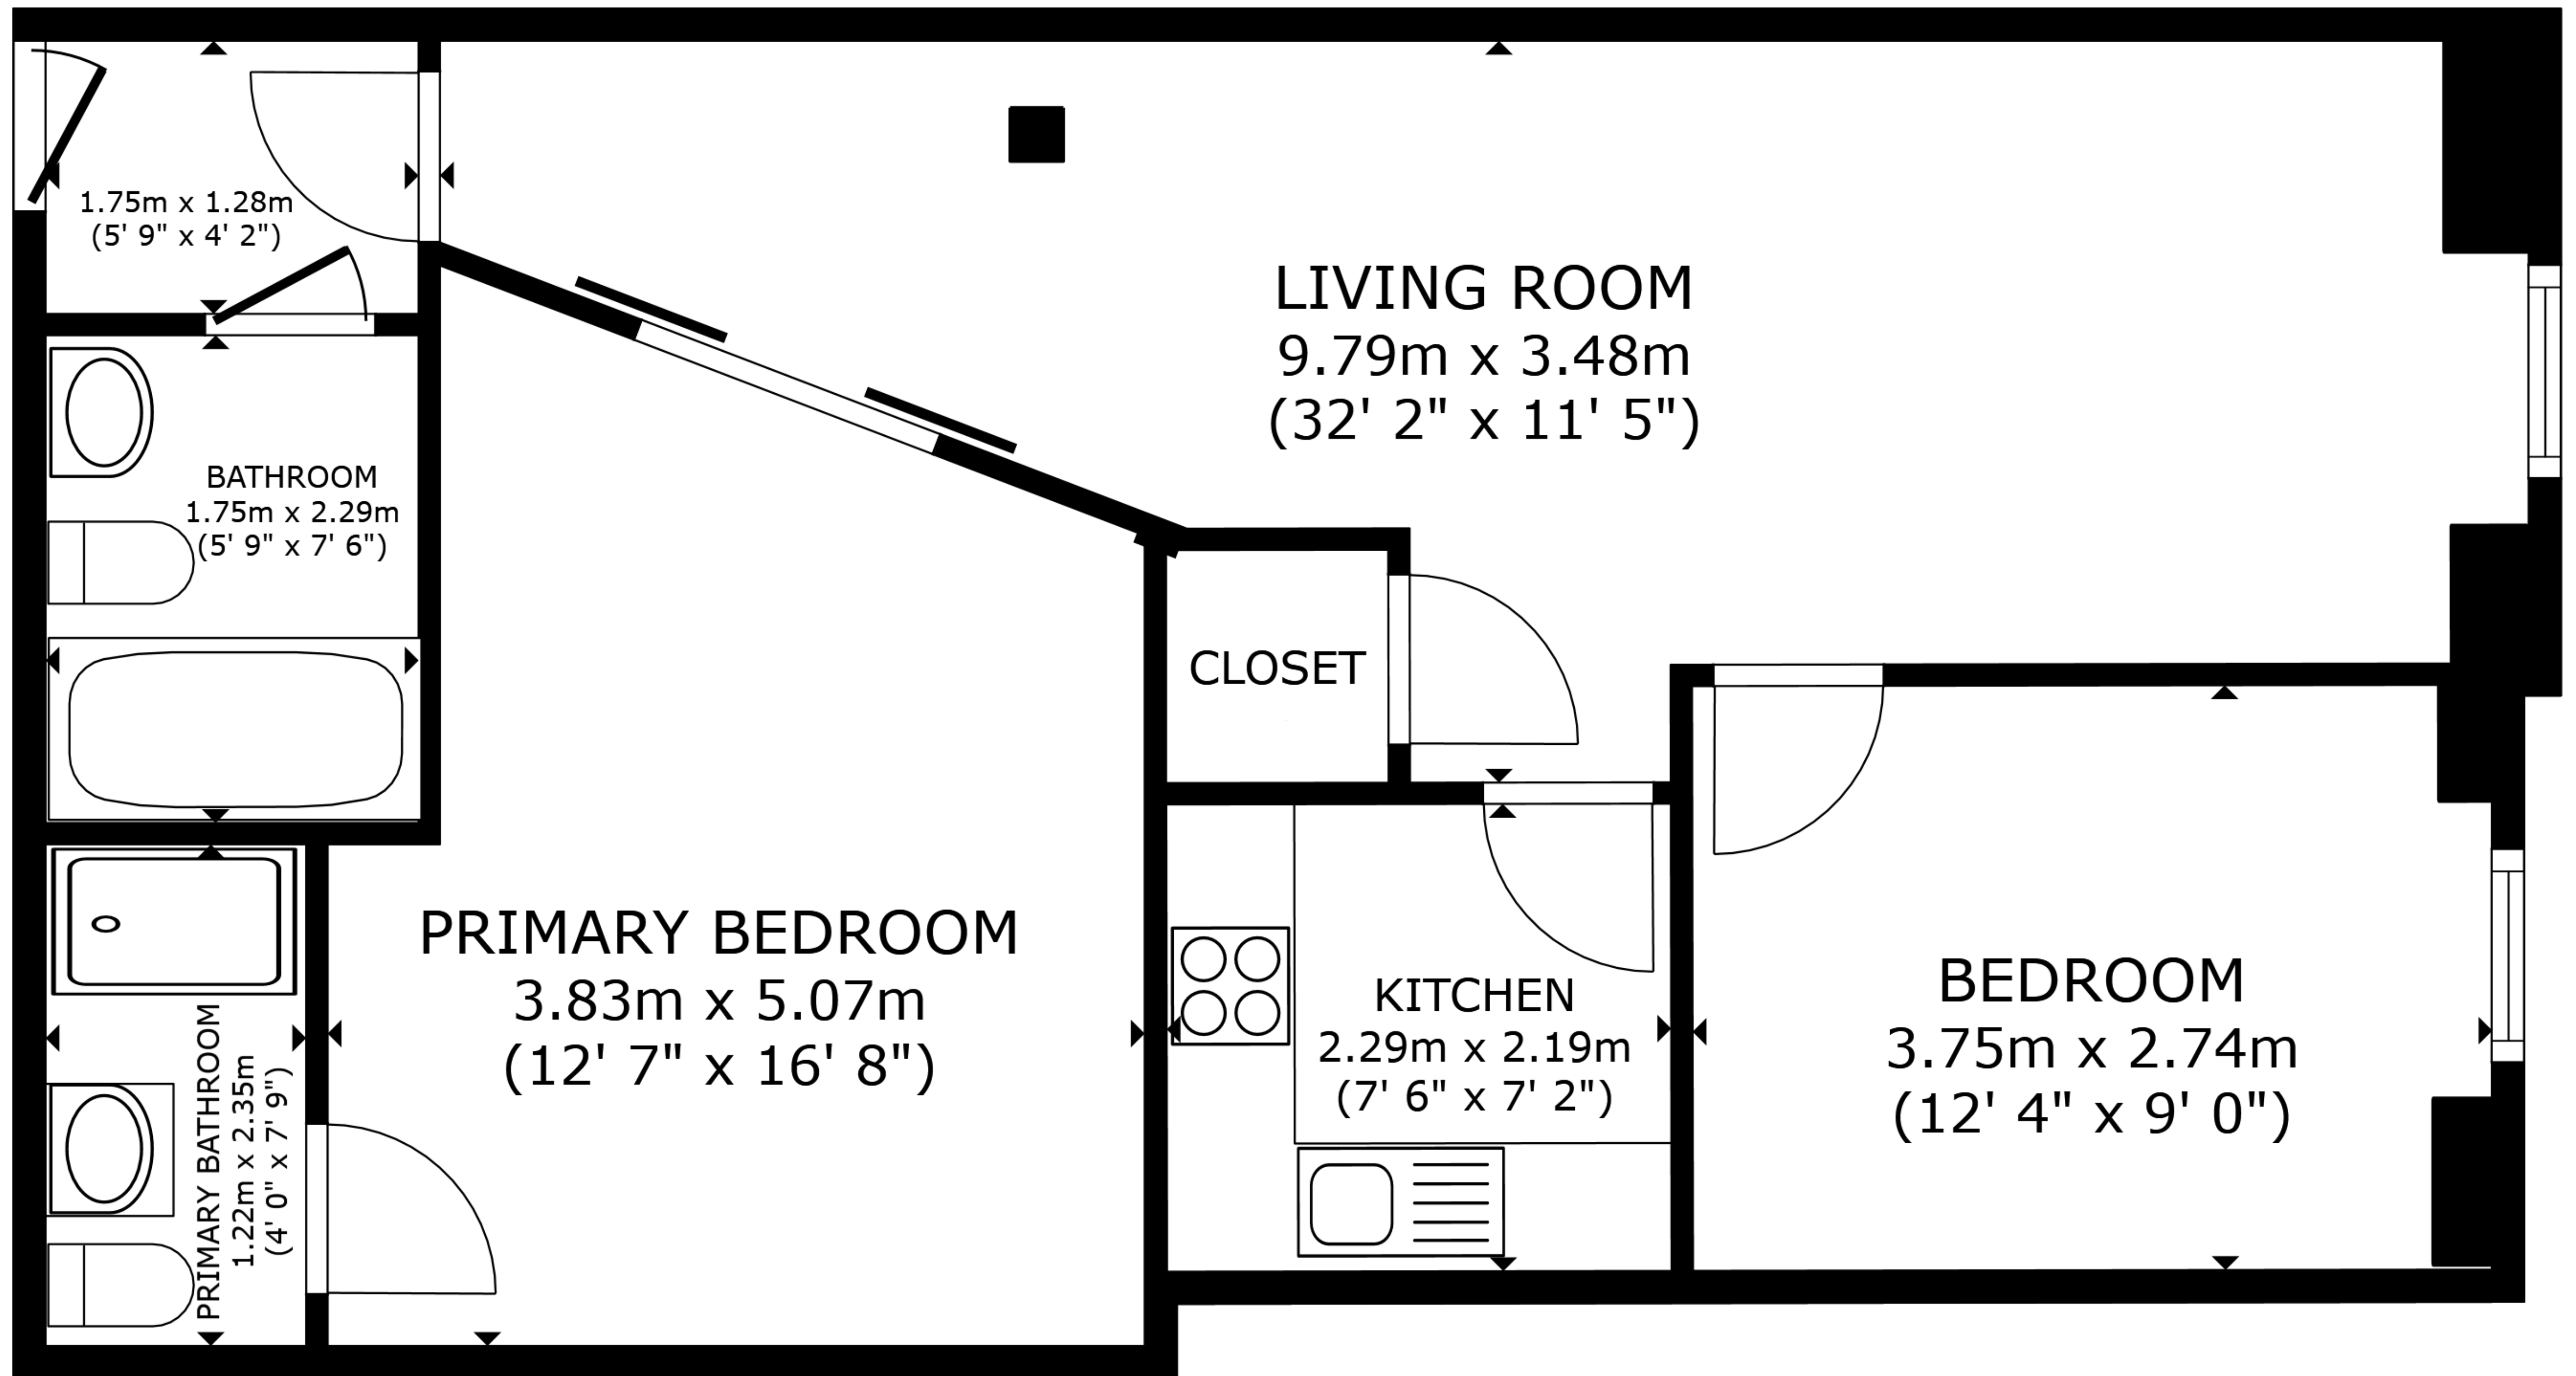 1.75m x 1.28m
(5' 9" x 4' 2")
LIVING ROOM
9.79m x 3.48m
(32' 2" x 11' 5")
BATHROOM
1.75m x 2.29m
(5' 9" x 7' 6")
CLOSET
PRIMARY BEDROOM
3.83m x 5.07m
(12' 7" x 16' 8")
KITCHEN
2.29m x 2.19m
(7' 6" x 7' 2")
BEDROOM
3.75m x 2.74m
(12' 4" x 9' 0")
PRIMARY BATHROOM
1.22m x 2.35m
(4' 0" x 7' 9")